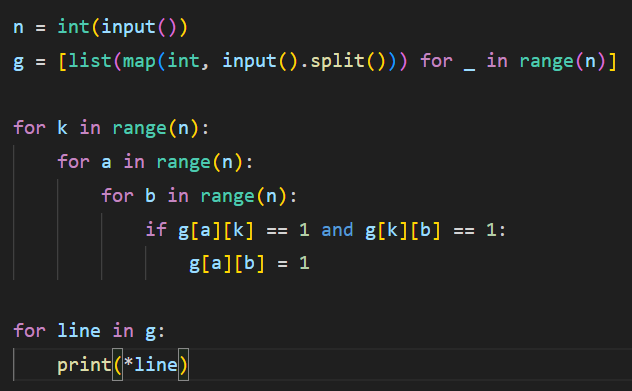 n = int(input())
g = [list(map(int, input().split())) for _ in range(n)]
for k in range(n):
    for a in range(n):
        for b in range(n):
            if g[a][k] == 1 and g[k][b] == 1:
                g[a][b] = 1
for line in g:
    print(*line)